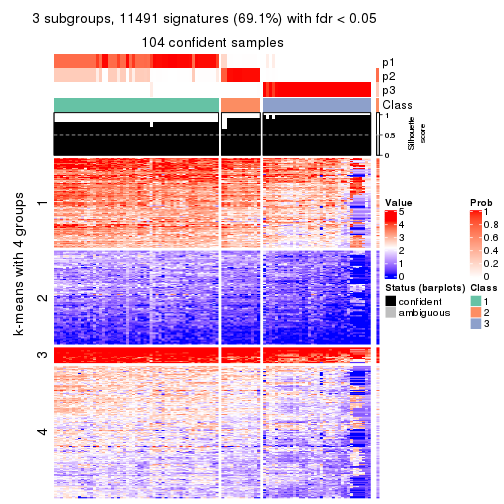 3 subgroups, 11491 signatures (69.1%) with fdr < 0.05
104 confident samples
p1
p2
p3
Class
1
0.5
0
Silhouette
score
k-means with 4 groups
1
2
3
4
Value
5
4
3
2
1
0
Prob
1
0.8
0.6
0.4
0.2
0
Status (barplots)
confident
ambiguous
Class
1
2
3